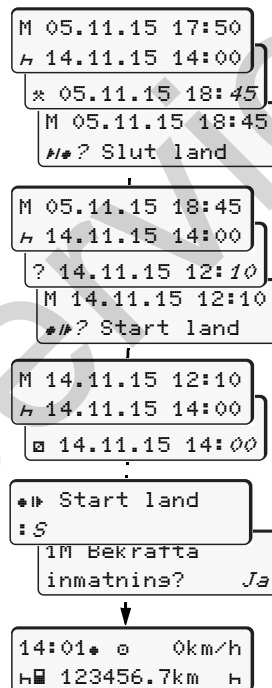 M 05.11.15 17:50
14.11.15 14:00
05.11.15 18:45
M 05.11.15 18:45
? Slut land
M 05.11.15 18:45
14.11.15 14:00
? 14.11.15 12:10
M 14.11.15 12:10
? Start land
M 14.11.15 12:10
14.11.15 14:00
14.11.15 14:00
Start land
:S
1M Bekräfta
inmatning? Ja
14:01 0km/h
123456.7km